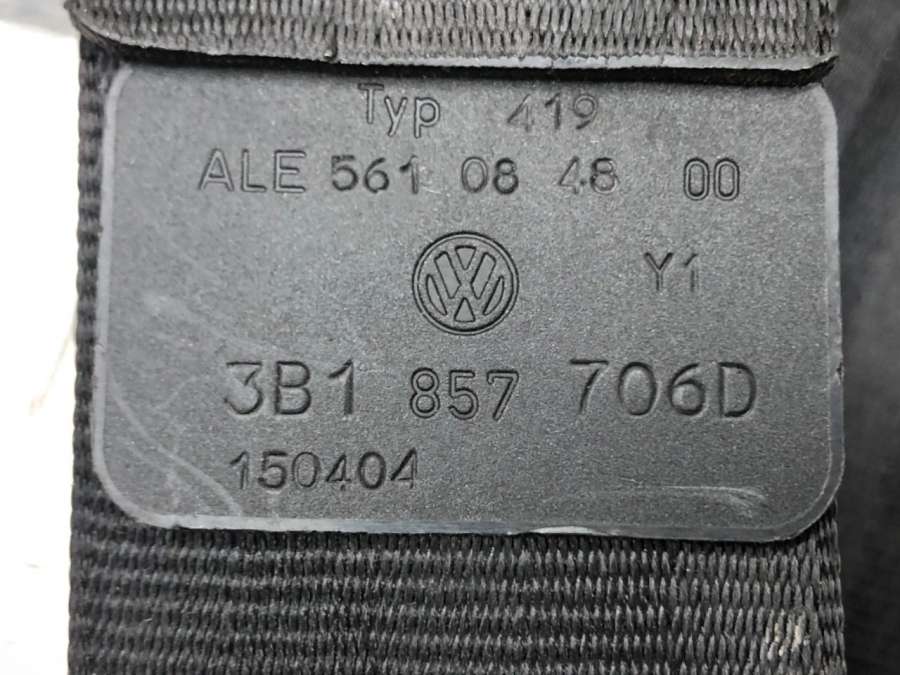 Typ 419
ALE 561 08 48 00
Y1
3B1 857 706D
150404